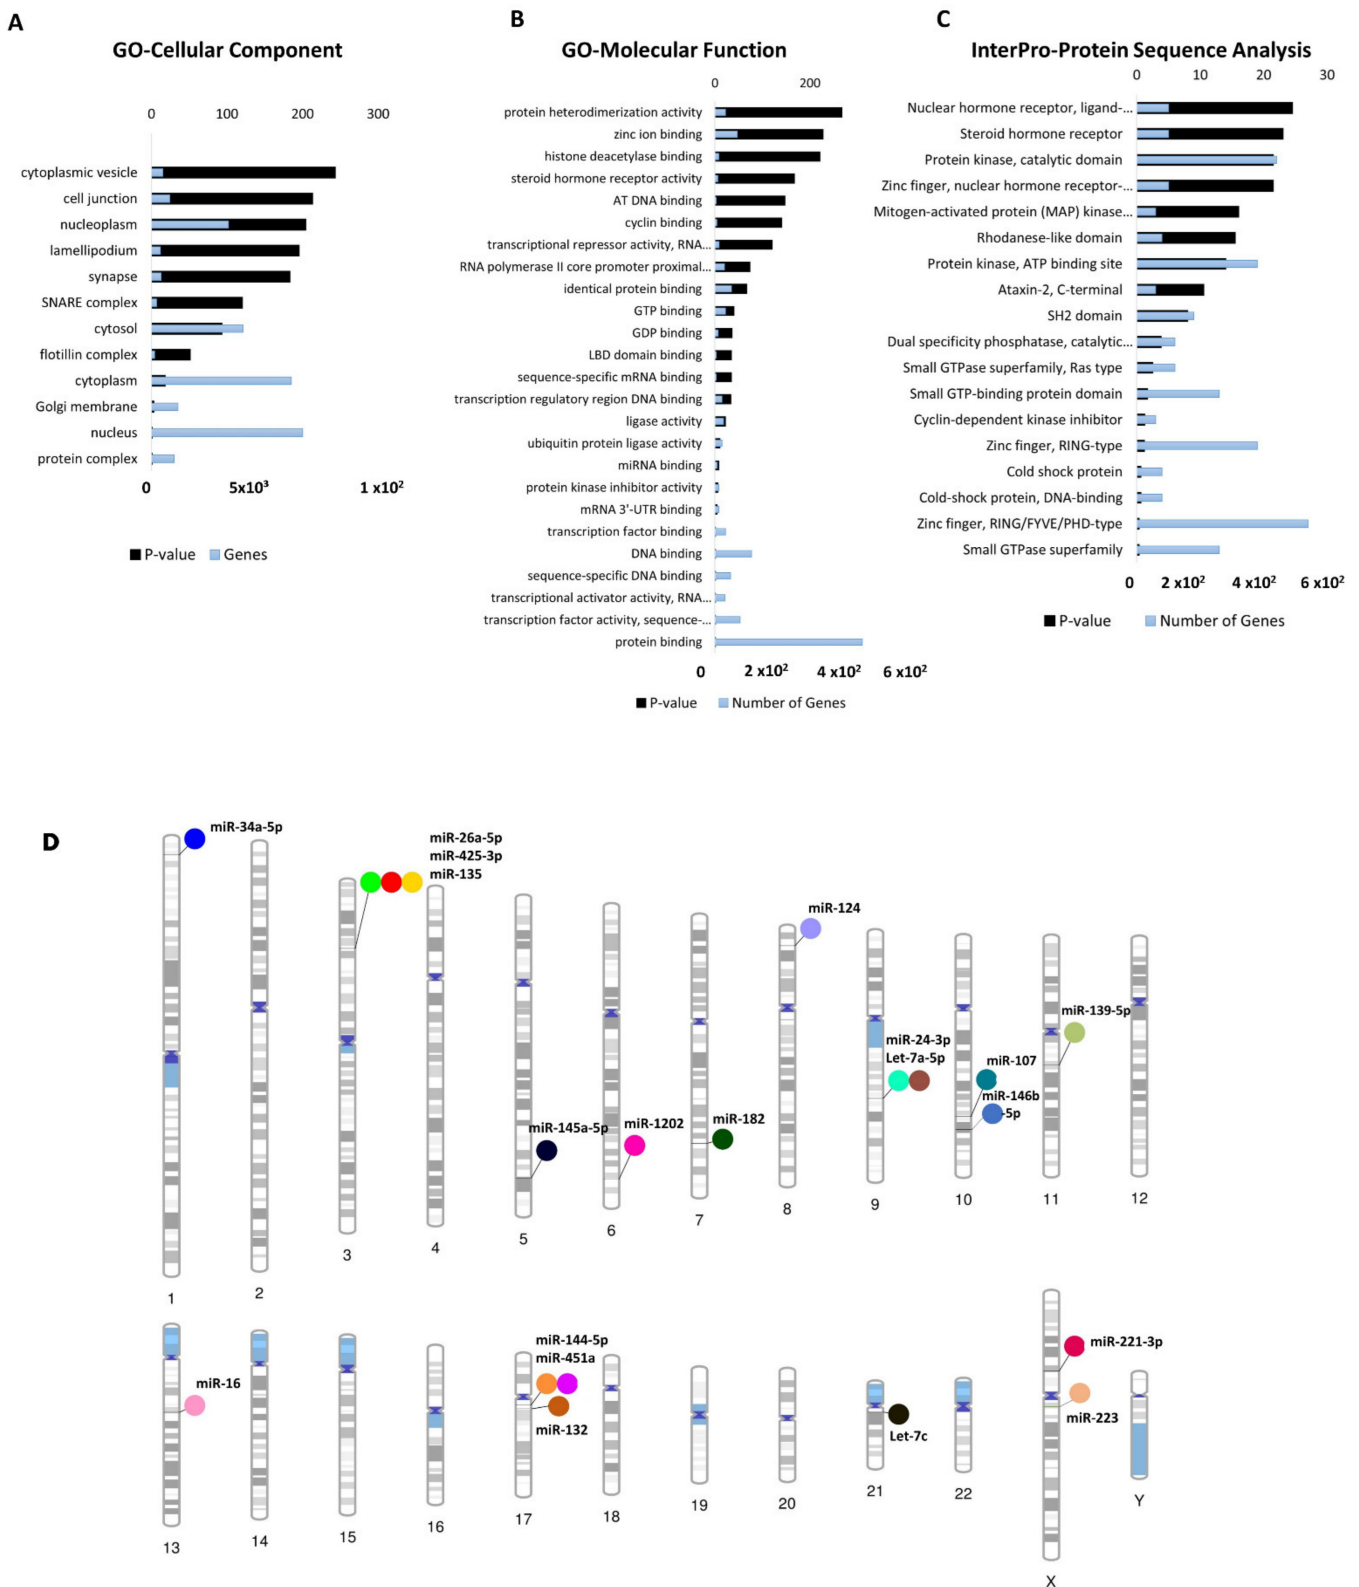 A
GO-Cellular Component
0 100 200 300
cytoplasmic vesicle
cell junction
nucleoplasm
lamellipodium
synapse
SNARE complex
cytosol
flotillin complex
cytoplasm
Golgi membrane
nucleus
protein complex
0 5x10³ 1 x10²
P-value Genes
B
GO-Molecular Function
0 200
protein heterodimerization activity
zinc ion binding
histone deacetylase binding
steroid hormone receptor activity
AT DNA binding
cyclin binding
transcriptional repressor activity, RNA…
RNA polymerase II core promoter proximal…
identical protein binding
GTP binding
GDP binding
LBD domain binding
sequence-specific mRNA binding
transcription regulatory region DNA binding
ligase activity
ubiquitin protein ligase activity
miRNA binding
protein kinase inhibitor activity
mRNA 3'-UTR binding
transcription factor binding
DNA binding
sequence-specific DNA binding
transcriptional activator activity, RNA…
transcription factor activity, sequence-…
protein binding
0 2 x10² 4 x10² 6 x10²
P-value Number of Genes
C
InterPro-Protein Sequence Analysis
0 10 20 30
Nuclear hormone receptor, ligand-…
Steroid hormone receptor
Protein kinase, catalytic domain
Zinc finger, nuclear hormone receptor-…
Mitogen-activated protein (MAP) kinase…
Rhodanese-like domain
Protein kinase, ATP binding site
Ataxin-2, C-terminal
SH2 domain
Dual specificity phosphatase, catalytic…
Small GTPase superfamily, Ras type
Small GTP-binding protein domain
Cyclin-dependent kinase inhibitor
Zinc finger, RING-type
Cold shock protein
Cold-shock protein, DNA-binding
Zinc finger, RING/FYVE/PHD-type
Small GTPase superfamily
0 2 x10² 4 x10² 6 x10²
P-value Number of Genes
D
miR-34a-5p
miR-26a-5p
miR-425-3p
miR-135
miR-145a-5p
miR-1202
miR-182
miR-124
miR-24-3p
Let-7a-5p
miR-107
miR-146b
-5p
miR-139-5p
1 2 3 4 5 6 7 8 9 10 11 12
miR-16
miR-144-5p
miR-451a
miR-132
Let-7c
miR-221-3p
miR-223
13 14 15 16 17 18 19 20 21 22 X Y